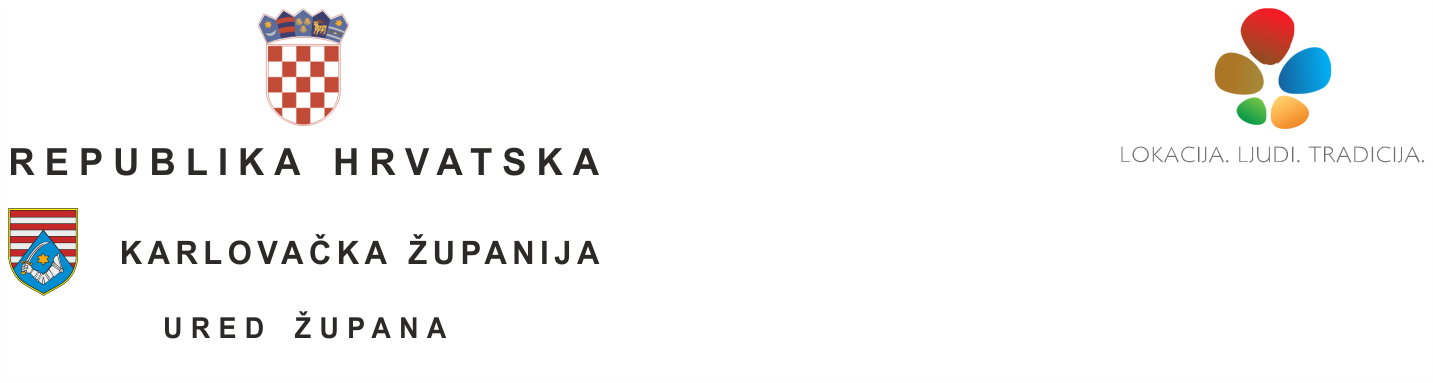 REPUBLIKA HRVATSKA
LOKACIJA. LJUDI. TRADICIJA.
KARLOVAČKA ŽUPANIJA
URED ŽUPANA